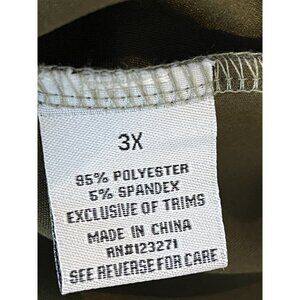 3X
95% POLYESTER
5% SPANDEX
EXCLUSIVE OF TRIMS
MADE IN CHINA
RN#123271
SEE REVERSE FOR CARE